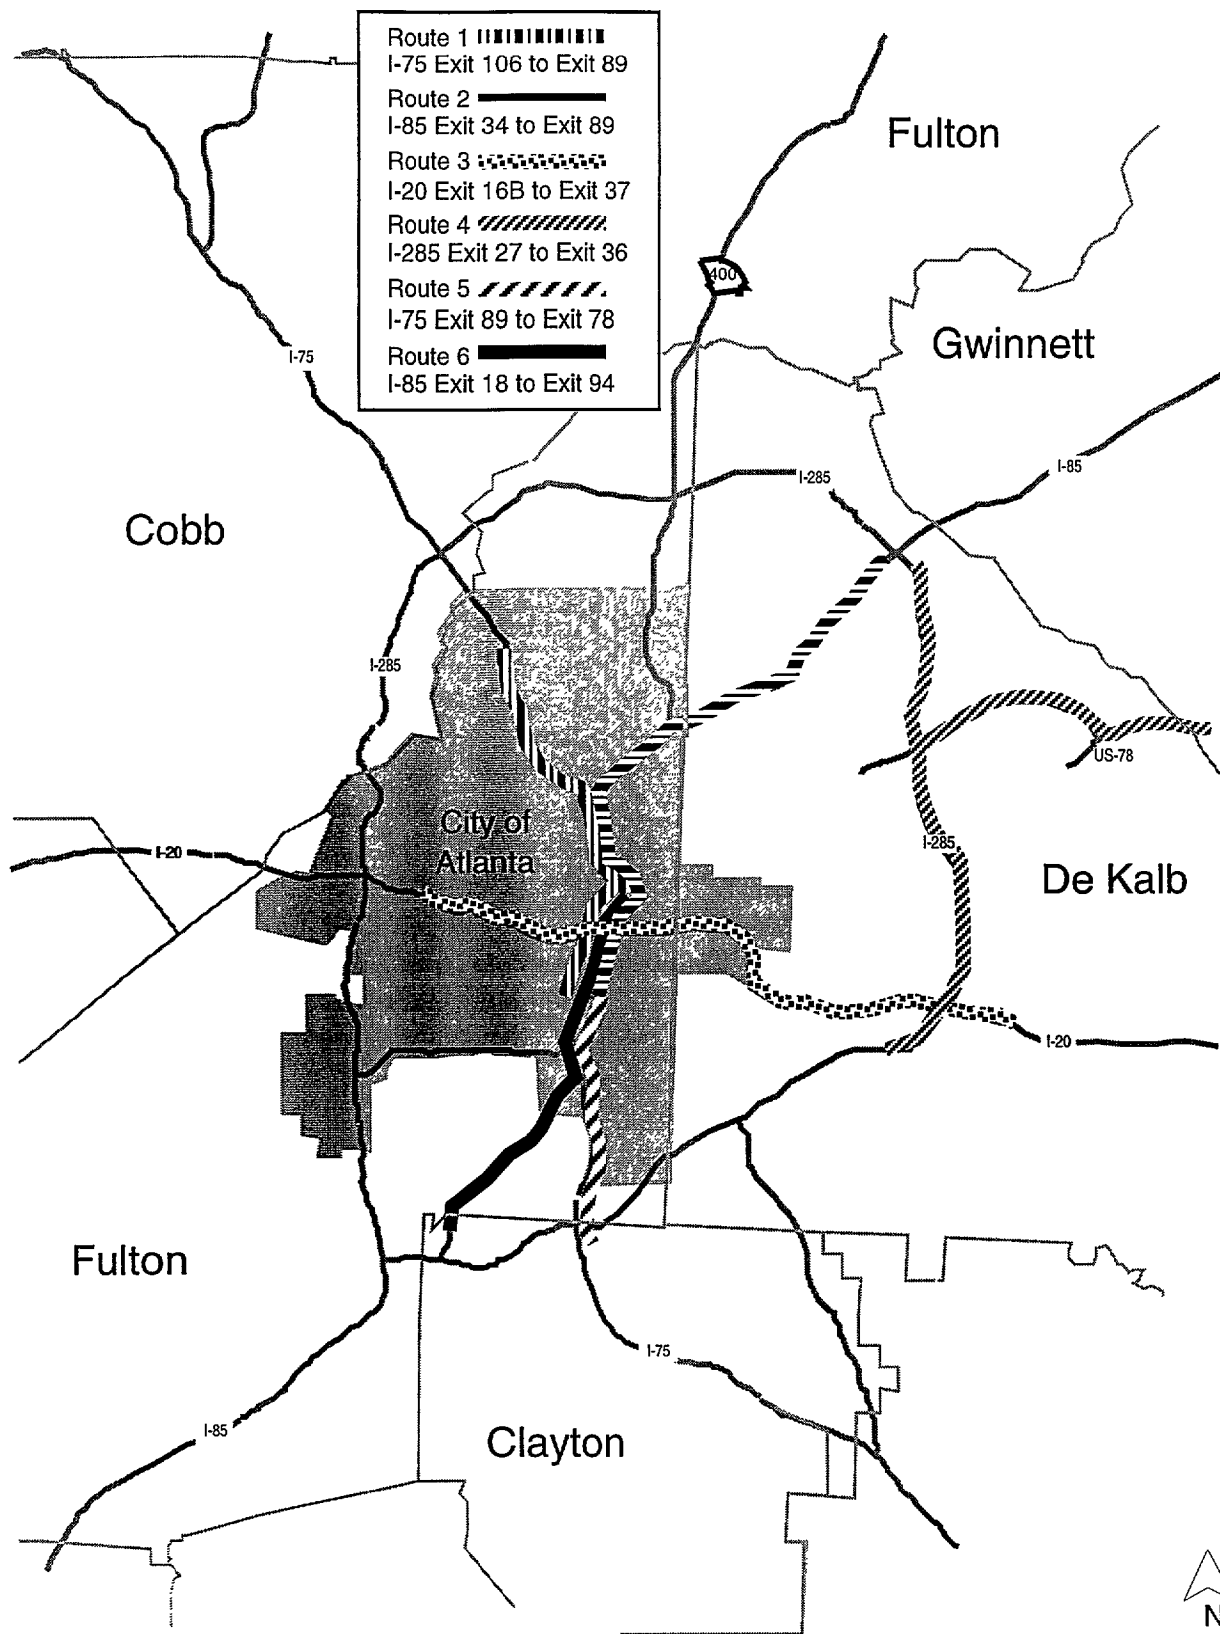 Route 1
I-75 Exit 106 to Exit 89
Route 2
I-85 Exit 34 to Exit 89
Route 3
I-20 Exit 16B to Exit 37
Route 4
I-285 Exit 27 to Exit 36
Route 5
I-75 Exit 89 to Exit 78
Route 6
I-85 Exit 18 to Exit 94
Fulton
400
Gwinnett
I-75
I-85
I-285
Cobb
I-285
US-78
City of
Atlanta
I-285
I-20
De Kalb
I-20
Fulton
I-75
I-85
Clayton
N